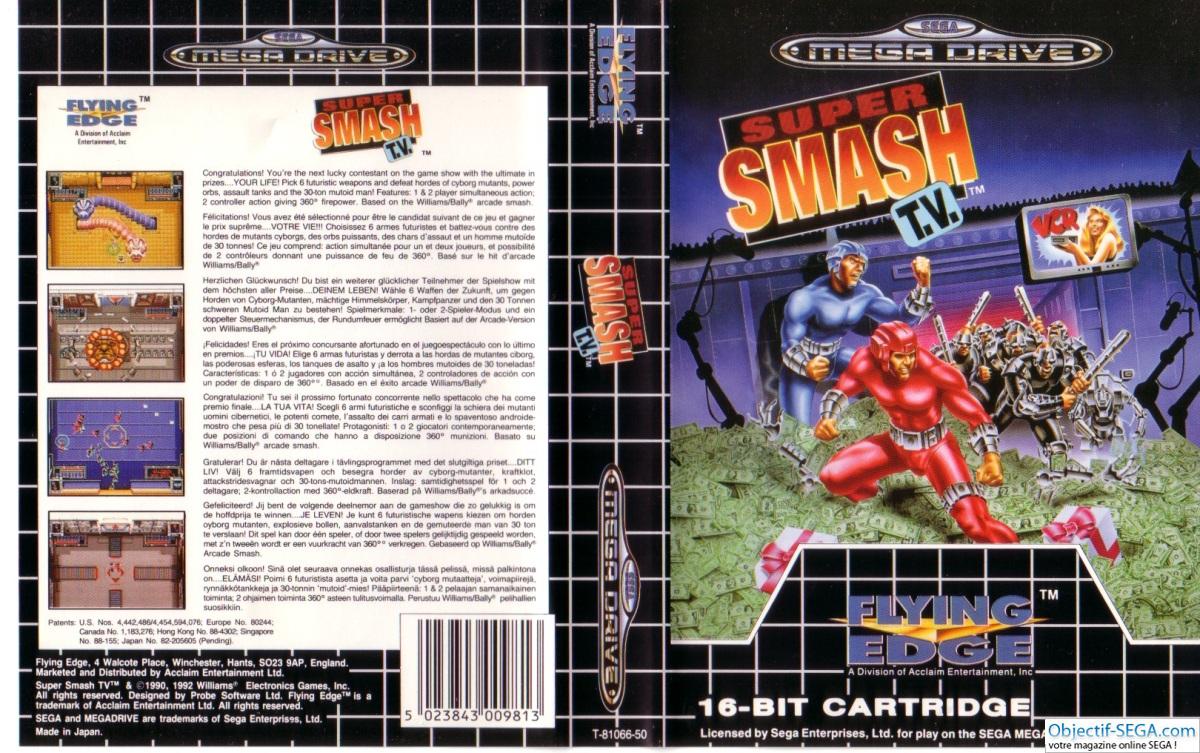 SEGA
MEGA DRIVE
FLYING
EDGE
TM
A Division of Acclaim
Entertainment, Inc
SUPER
SMASH
T.V.
TM
Congratulations! You're the next lucky contestant on the game show with the ultimate in
prizes....YOUR LIFE! Pick 6 futuristic weapons and defeat hordes of cyborg mutants, power
orbs, assault tanks and the 30-ton mutoid man! Features: 1 & 2 player simultaneous action;
2 controller action giving 360° firepower. Based on the Williams/Bally® arcade smash.
Félicitations! Vous avez été sélectionné pour être le candidat suivant de ce jeu et gagner
le prix suprême....VOTRE VIE!!! Choisissez 6 armes futuristes et battez-vous contre des
hordes de mutants cyborgs, des orbs puissants, des chars d'assaut et un homme mutoïde
de 30 tonnes! Ce jeu comprend: action simultanée pour un et deux joueurs, et possibilité
de 2 contrôleurs donnant une puissance de feu de 360°. Basé sur le hit d'arcade
Williams/Bally®
Herzlichen Glückwunsch! Du bist ein weiterer glücklicher Teilnehmer der Spielshow mit
dem höchsten aller Preise....DEINEM LEBEN! Wähle 6 Waffen der Zukunft, um gegen
Horden von Cyborg-Mutanten, mächtige Himmelskörper, Kampfpanzer und den 30 Tonnen
schweren Mutoid Man zu bestehen! Spielmerkmale: 1- oder 2-Spieler-Modus und ein
doppelter Steuermechanismus, der Rundumfeuer ermöglicht Basiert auf der Arcade-Version
von Williams/Bally®
¡Felicidades! Eres el próximo concursante afortunado en el juegoespectáculo con lo último
en premios....¡TU VIDA! Elige 6 armas futuristas y derrota a las hordas de mutantes ciborg,
las poderosas esferas, los tanques de asalto y ¡a los hombres mutoides de 30 toneladas!
Características: 1 ó 2 jugadores con acción simultánea, 2 controladores de acción con
un poder de disparo de 360°°. Basado en el éxito arcade Williams/Bally®
Congratulazioni! Tu sei il prossimo fortunato concorrente nello spettacolo che ha come
premio finale....LA TUA VITA! Scegli 6 armi futuristiche e sconfiggi la schiera dei mutanti
uomini cibernetici, le potenti comete, l'assalto dei carri armati e lo spaventoso androide-
mostro che pesa più di 30 tonellate! Protagonisti: 1 o 2 giocatori contemporaneamente;
due posizioni di comando che hanno a disposizione 360° munizioni. Basato su
Williams/Bally® arcade smash.
Gratulerar! Du är nästa deltagare i tävlingsprogrammet med det slutgiltiga priset....DITT
LIV! Välj 6 framtidsvapen och besegra horder av cyborg-mutanter, kraftklot,
attackstridesvagnar och 30-tons-mutoidmannen. Inslag: samtidighetsspel för 1 och 2
deltagare; 2-kontrollaction med 360°-eldkraft. Baserad på Williams/Bally®'s arkadsuccé.
Gefeliciteerd! Jij bent de volgende deelnemor aan de gameshow die zo gelukkig is om
de hoffdprijs te winnen....JE LEVEN! Je kunt 6 futuristische wapens kiezen om horden
cyborg mutanten, explosieve bollen, aanvalstanken en de gemuteerde man van 30 ton
te verslaan! Dit spel kan door één speler, of door twee spelers gelijktijdig gespeeld worden,
met z'n tweeën wordt er een vuurkracht van 360°° verkregen. Gebaseerd op Williams/Bally®
Arcade Smash.
Onneksi olkoon! Sinä olet seuraava onnekas osallisturja tässä pelissä, missä palkintona
on....ELÄMÄSI! Poimi 6 futuristista asetta ja voita parvi 'cyborg mutaatteja', voimapiirejä,
rynnäkkötankkeja ja 30-tonnin 'mutoid'-mies! Pääpiirteenä: 1 & 2 pelaajan samanaikainen
toiminta; 2 ohjaimen toiminta 360° asteen tulitusvoimalla. Perustuu Williams/Bally® pelihallien
suosikkiin.
Patents: U.S. Nos. 4,442,486/4,454,594,076; Europe No. 80244;
Canada No. 1,183,276; Hong Kong No. 88-4302; Singapore
No. 88-155; Japan No. 82-205605 (Pending).
Flying Edge, 4 Walcote Place, Winchester, Hants, SO23 9AP, England.
Marketed and Distributed by Acclaim Entertainment Ltd.
Super Smash TV™ & ©1990, 1992 Williams® Electronics Games, Inc.
All rights reserved. Designed by Probe Software Ltd. Flying Edge™ is a
trademark of Acclaim Entertainment Ltd. All rights reserved.
SEGA and MEGADRIVE are trademarks of Sega Enterprises, Ltd.
Made in Japan.
5 023843 009813
FLYING
EDGE
TM
A Division of Acclaim Entertainment, Inc
SUPER
SMASH
T.V.
TM
SEGA
MEGA DRIVE
T-81066-50
SEGA
MEGA DRIVE
SUPER
SMASH
T.V.
TM
VCR
FLYING
EDGE
TM
A Division of Acclaim Entertainment, Inc
16-BIT CARTRIDGE
Licensed by Sega Enterprises, Ltd. for play on the SEGA MEGA
Objectif-SEGA.com
votre magazine online SEGA !